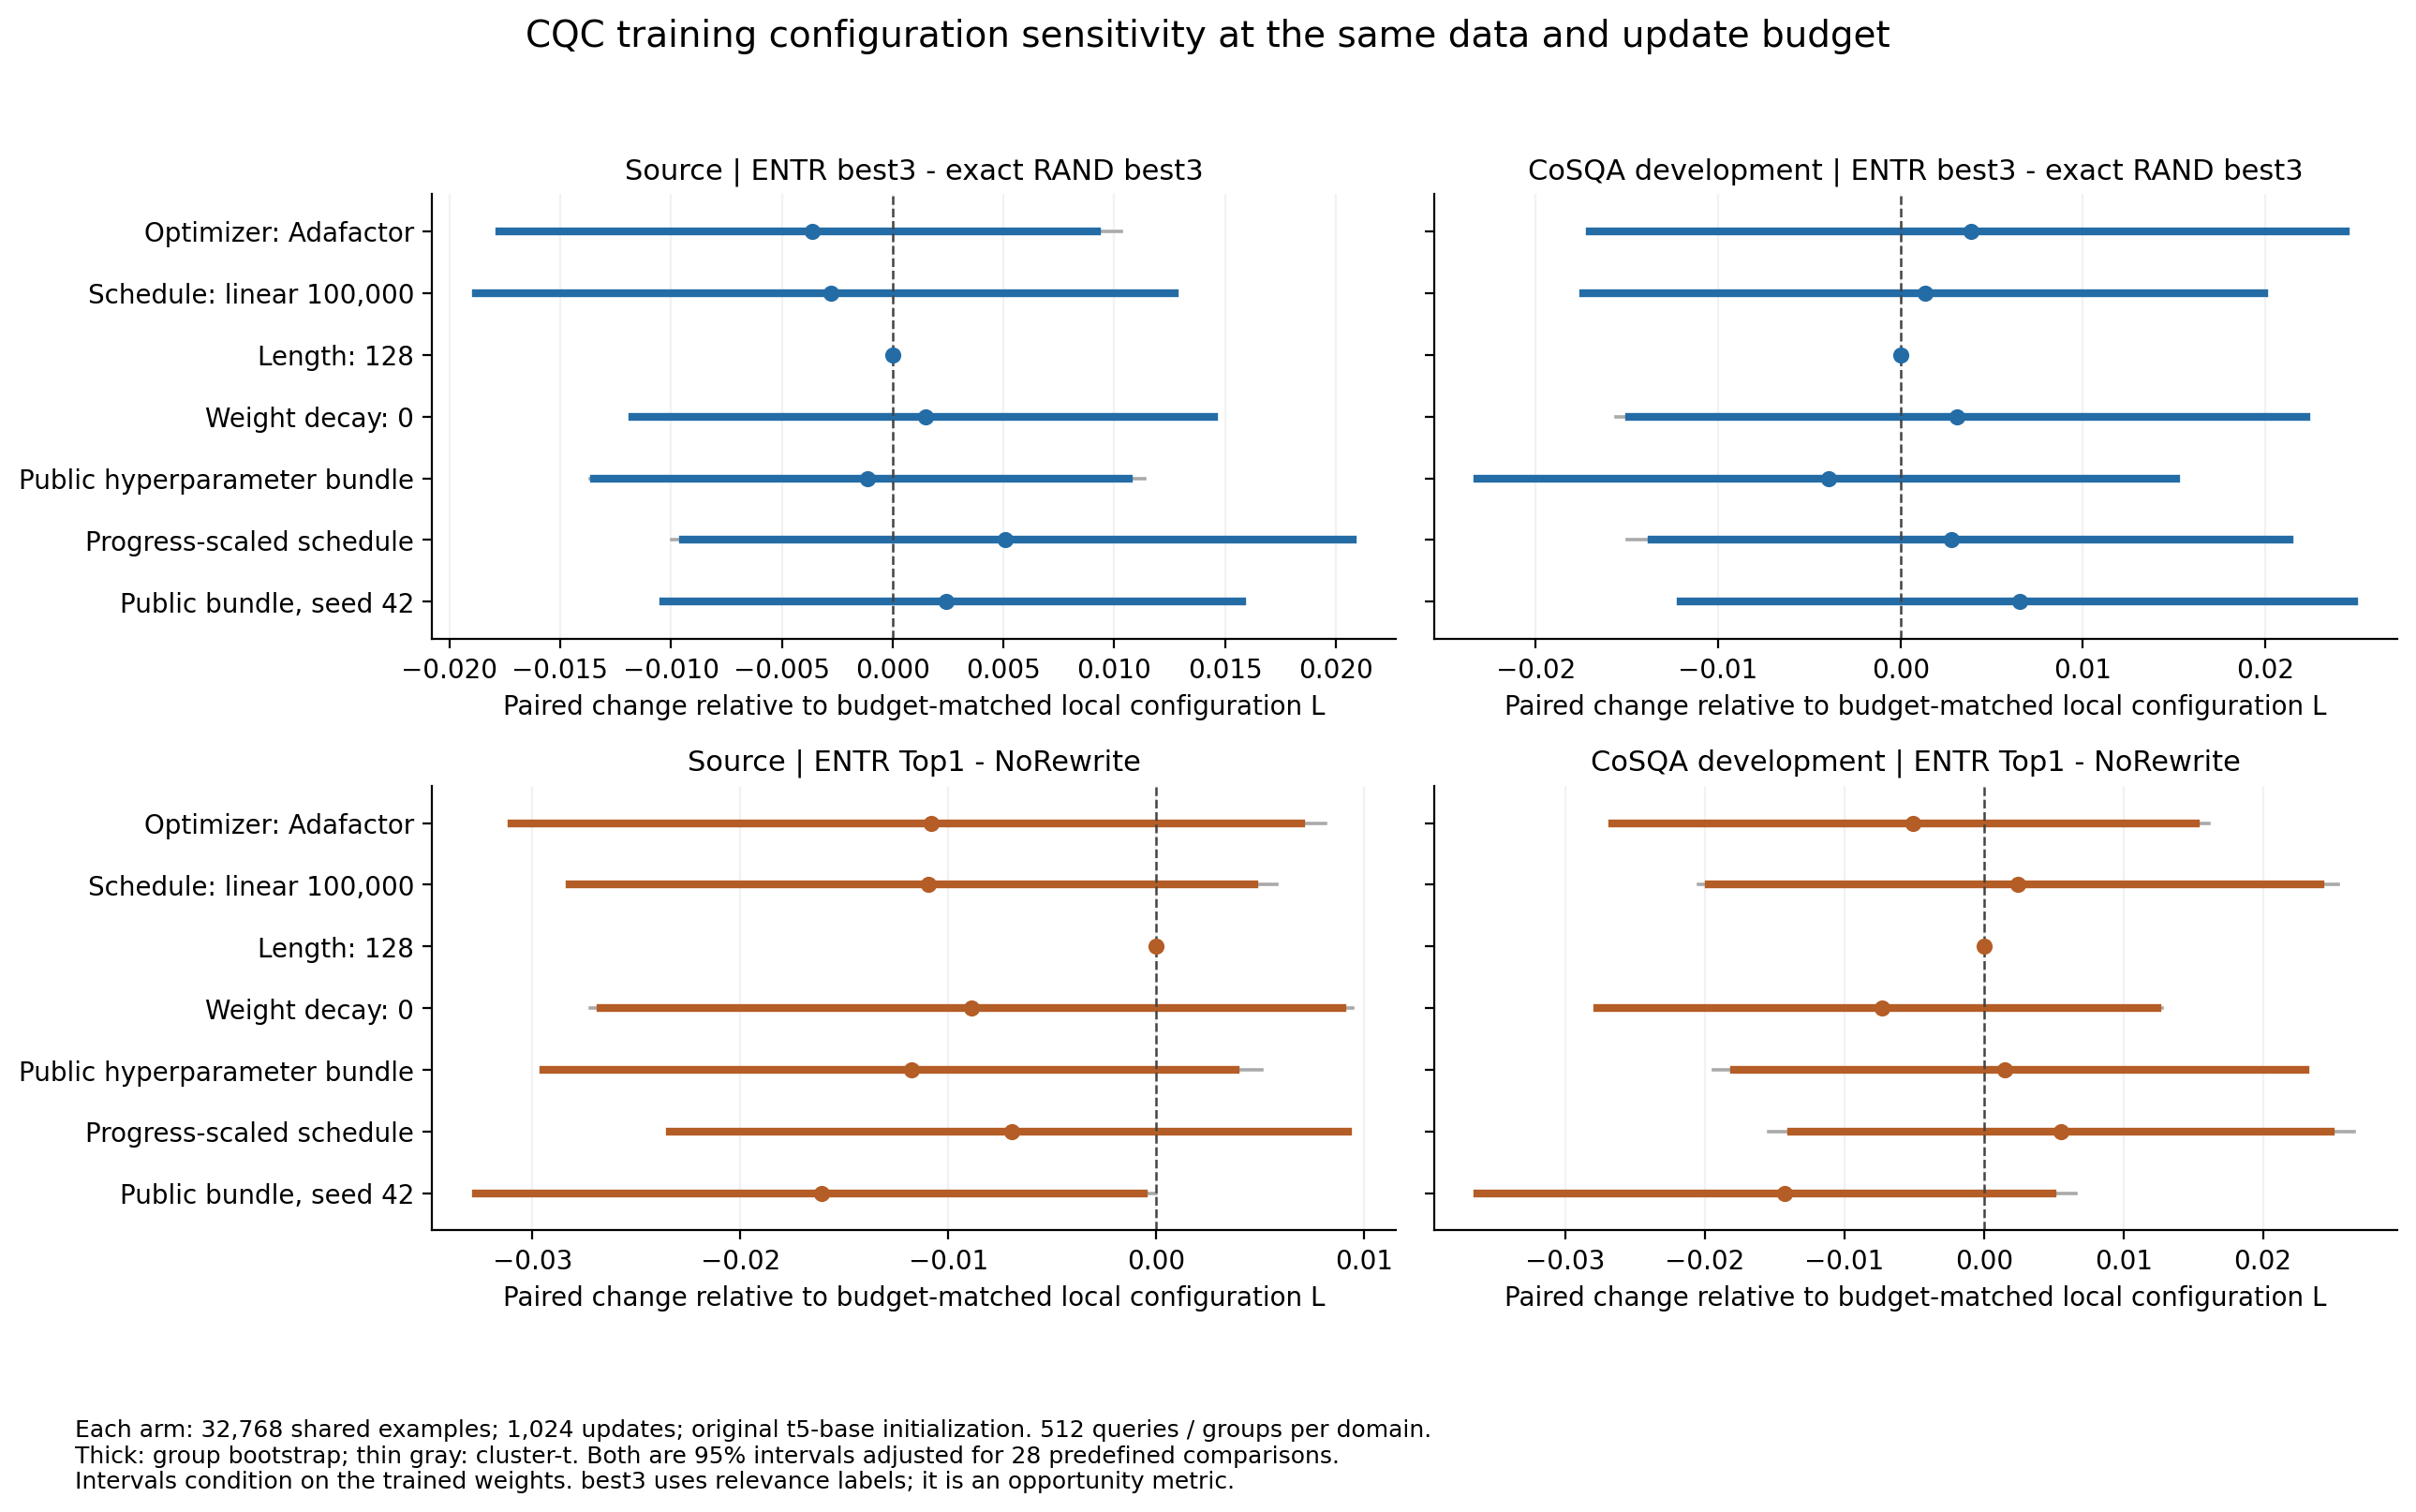 CQC training configuration sensitivity at the same data and update budget
Source | ENTR best3 - exact RAND best3
CoSQA development | ENTR best3 - exact RAND best3
Optimizer: Adafactor
Schedule: linear 100,000
Length: 128
Weight decay: 0
Public hyperparameter bundle
Progress-scaled schedule
Public bundle, seed 42
−0.020 −0.015 −0.010 −0.005 0.000 0.005 0.010 0.015 0.020
−0.02 −0.01 0.00 0.01 0.02
Paired change relative to budget-matched local configuration L
Paired change relative to budget-matched local configuration L
Source | ENTR Top1 - NoRewrite
CoSQA development | ENTR Top1 - NoRewrite
Optimizer: Adafactor
Schedule: linear 100,000
Length: 128
Weight decay: 0
Public hyperparameter bundle
Progress-scaled schedule
Public bundle, seed 42
−0.03 −0.02 −0.01 0.00 0.01
−0.03 −0.02 −0.01 0.00 0.01 0.02
Paired change relative to budget-matched local configuration L
Paired change relative to budget-matched local configuration L
Each arm: 32,768 shared examples; 1,024 updates; original t5-base initialization. 512 queries / groups per domain.
Thick: group bootstrap; thin gray: cluster-t. Both are 95% intervals adjusted for 28 predefined comparisons.
Intervals condition on the trained weights. best3 uses relevance labels; it is an opportunity metric.